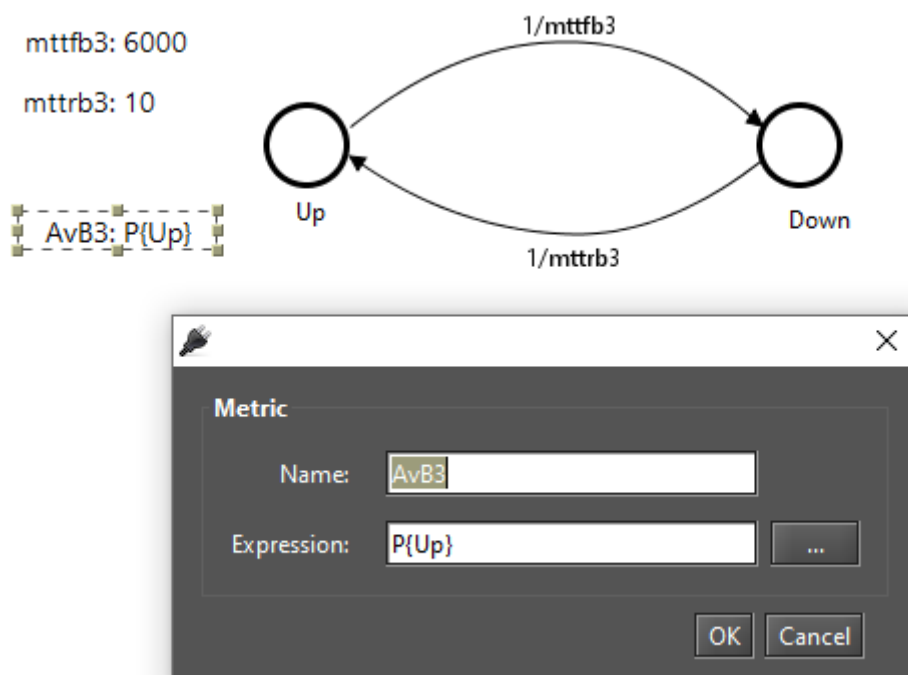 1/mttfb3
mttfb3: 6000
mttrb3: 10
Up
Down
AvB3: P{Up}
1/mttrb3
Metric
Name:
AvB3
Expression:
P{Up}
...
OK
Cancel